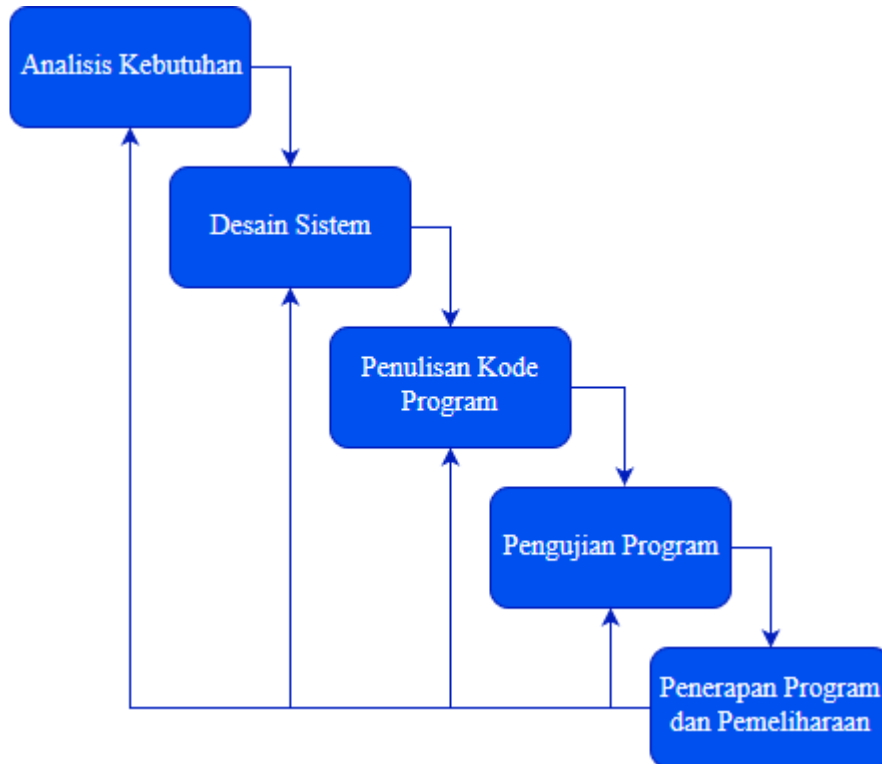 Analisis Kebutuhan
Desain Sistem
Penulisan Kode
Program
Pengujian Program
Penerapan Program
dan Pemeliharaan